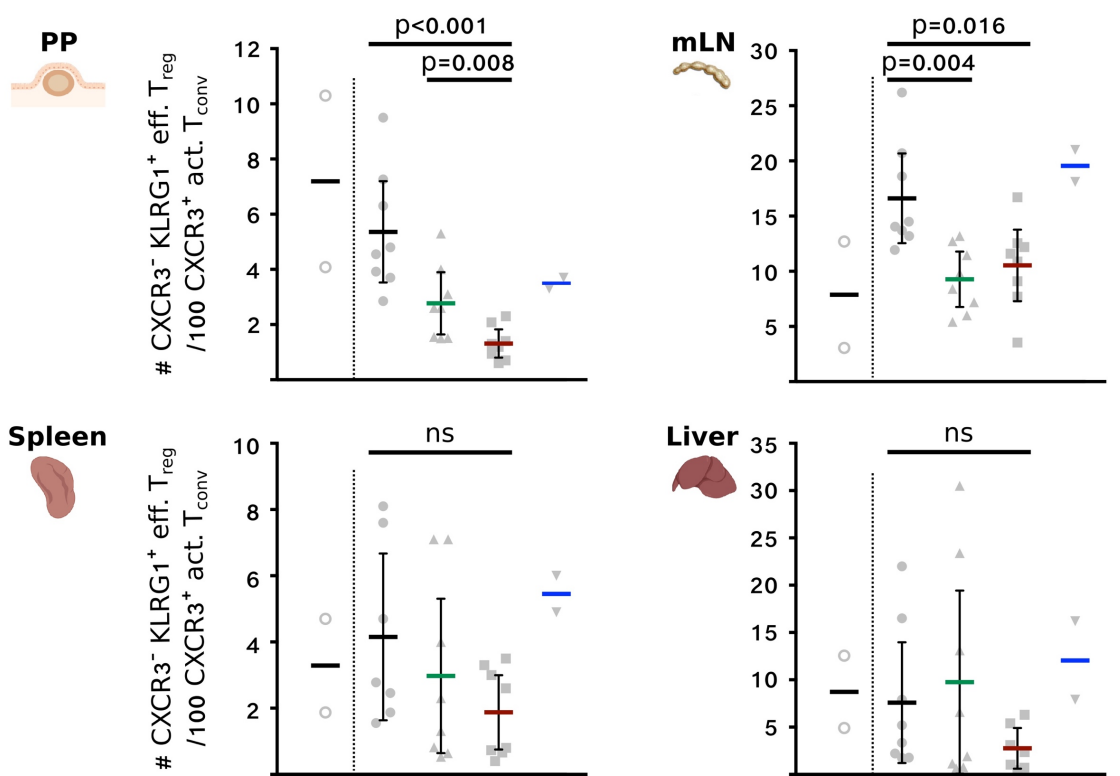 PP
# CXCR3⁻ KLRG1⁺ eff. Treg
/100 CXCR3⁺ act. Tconv
12
10
8
6
4
2
p<0.001
p=0.008
mLN
30
25
20
15
10
5
p=0.016
p=0.004
Spleen
# CXCR3⁻ KLRG1⁺ eff. Treg
/100 CXCR3⁺ act. Tconv
10
8
6
4
2
ns
Liver
35
30
25
20
15
10
5
ns